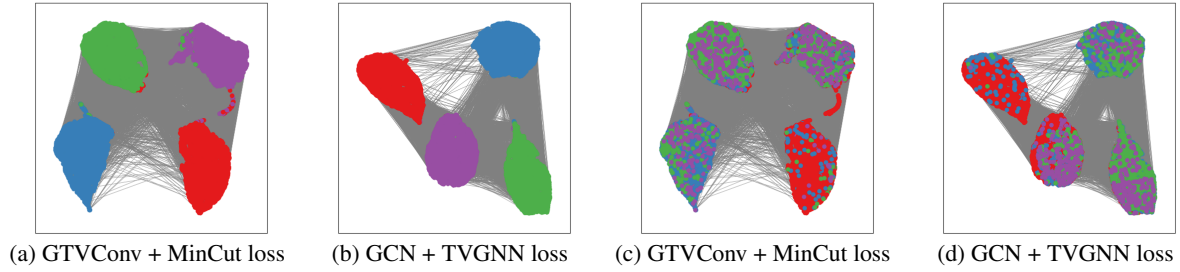 (a) GTVConv + MinCut loss
(b) GCN + TVGNN loss
(c) GTVConv + MinCut loss
(d) GCN + TVGNN loss